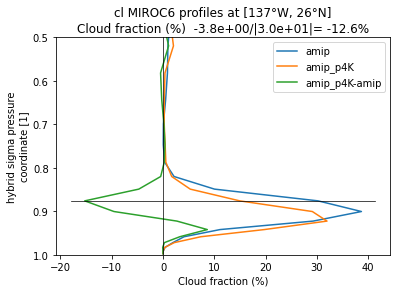 cl MIROC6 profiles at [137°W, 26°N]
Cloud fraction (%)  -3.8e+00/|3.0e+01|= -12.6%
0.5
0.6
0.7
0.8
0.9
1.0
hybrid sigma pressure
coordinate [1]
amip
amip_p4K
amip_p4K-amip
−20
−10
0
10
20
30
40
Cloud fraction (%)